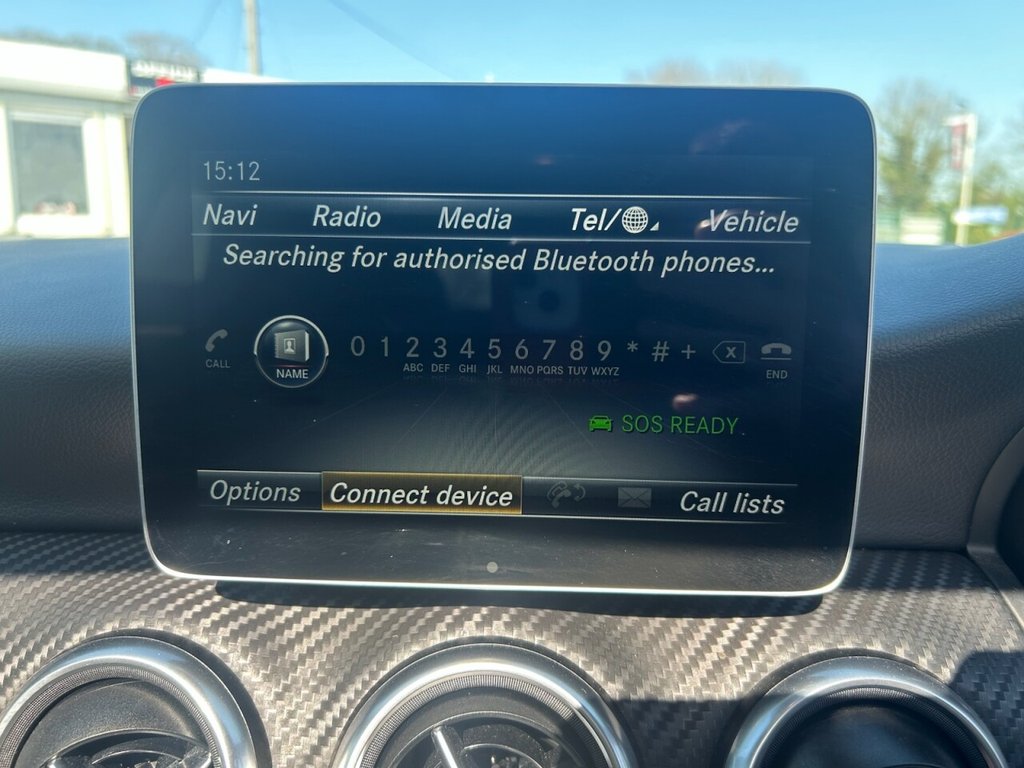 15:12
Navi Radio Media Tel/ Vehicle
Searching for authorised Bluetooth phones...
CALL NAME 0 1 2 3 4 5 6 7 8 9 * # + X END
ABC DEF GHI JKL MNO PQRS TUV WXYZ
SOS READY
Options Connect device Call lists